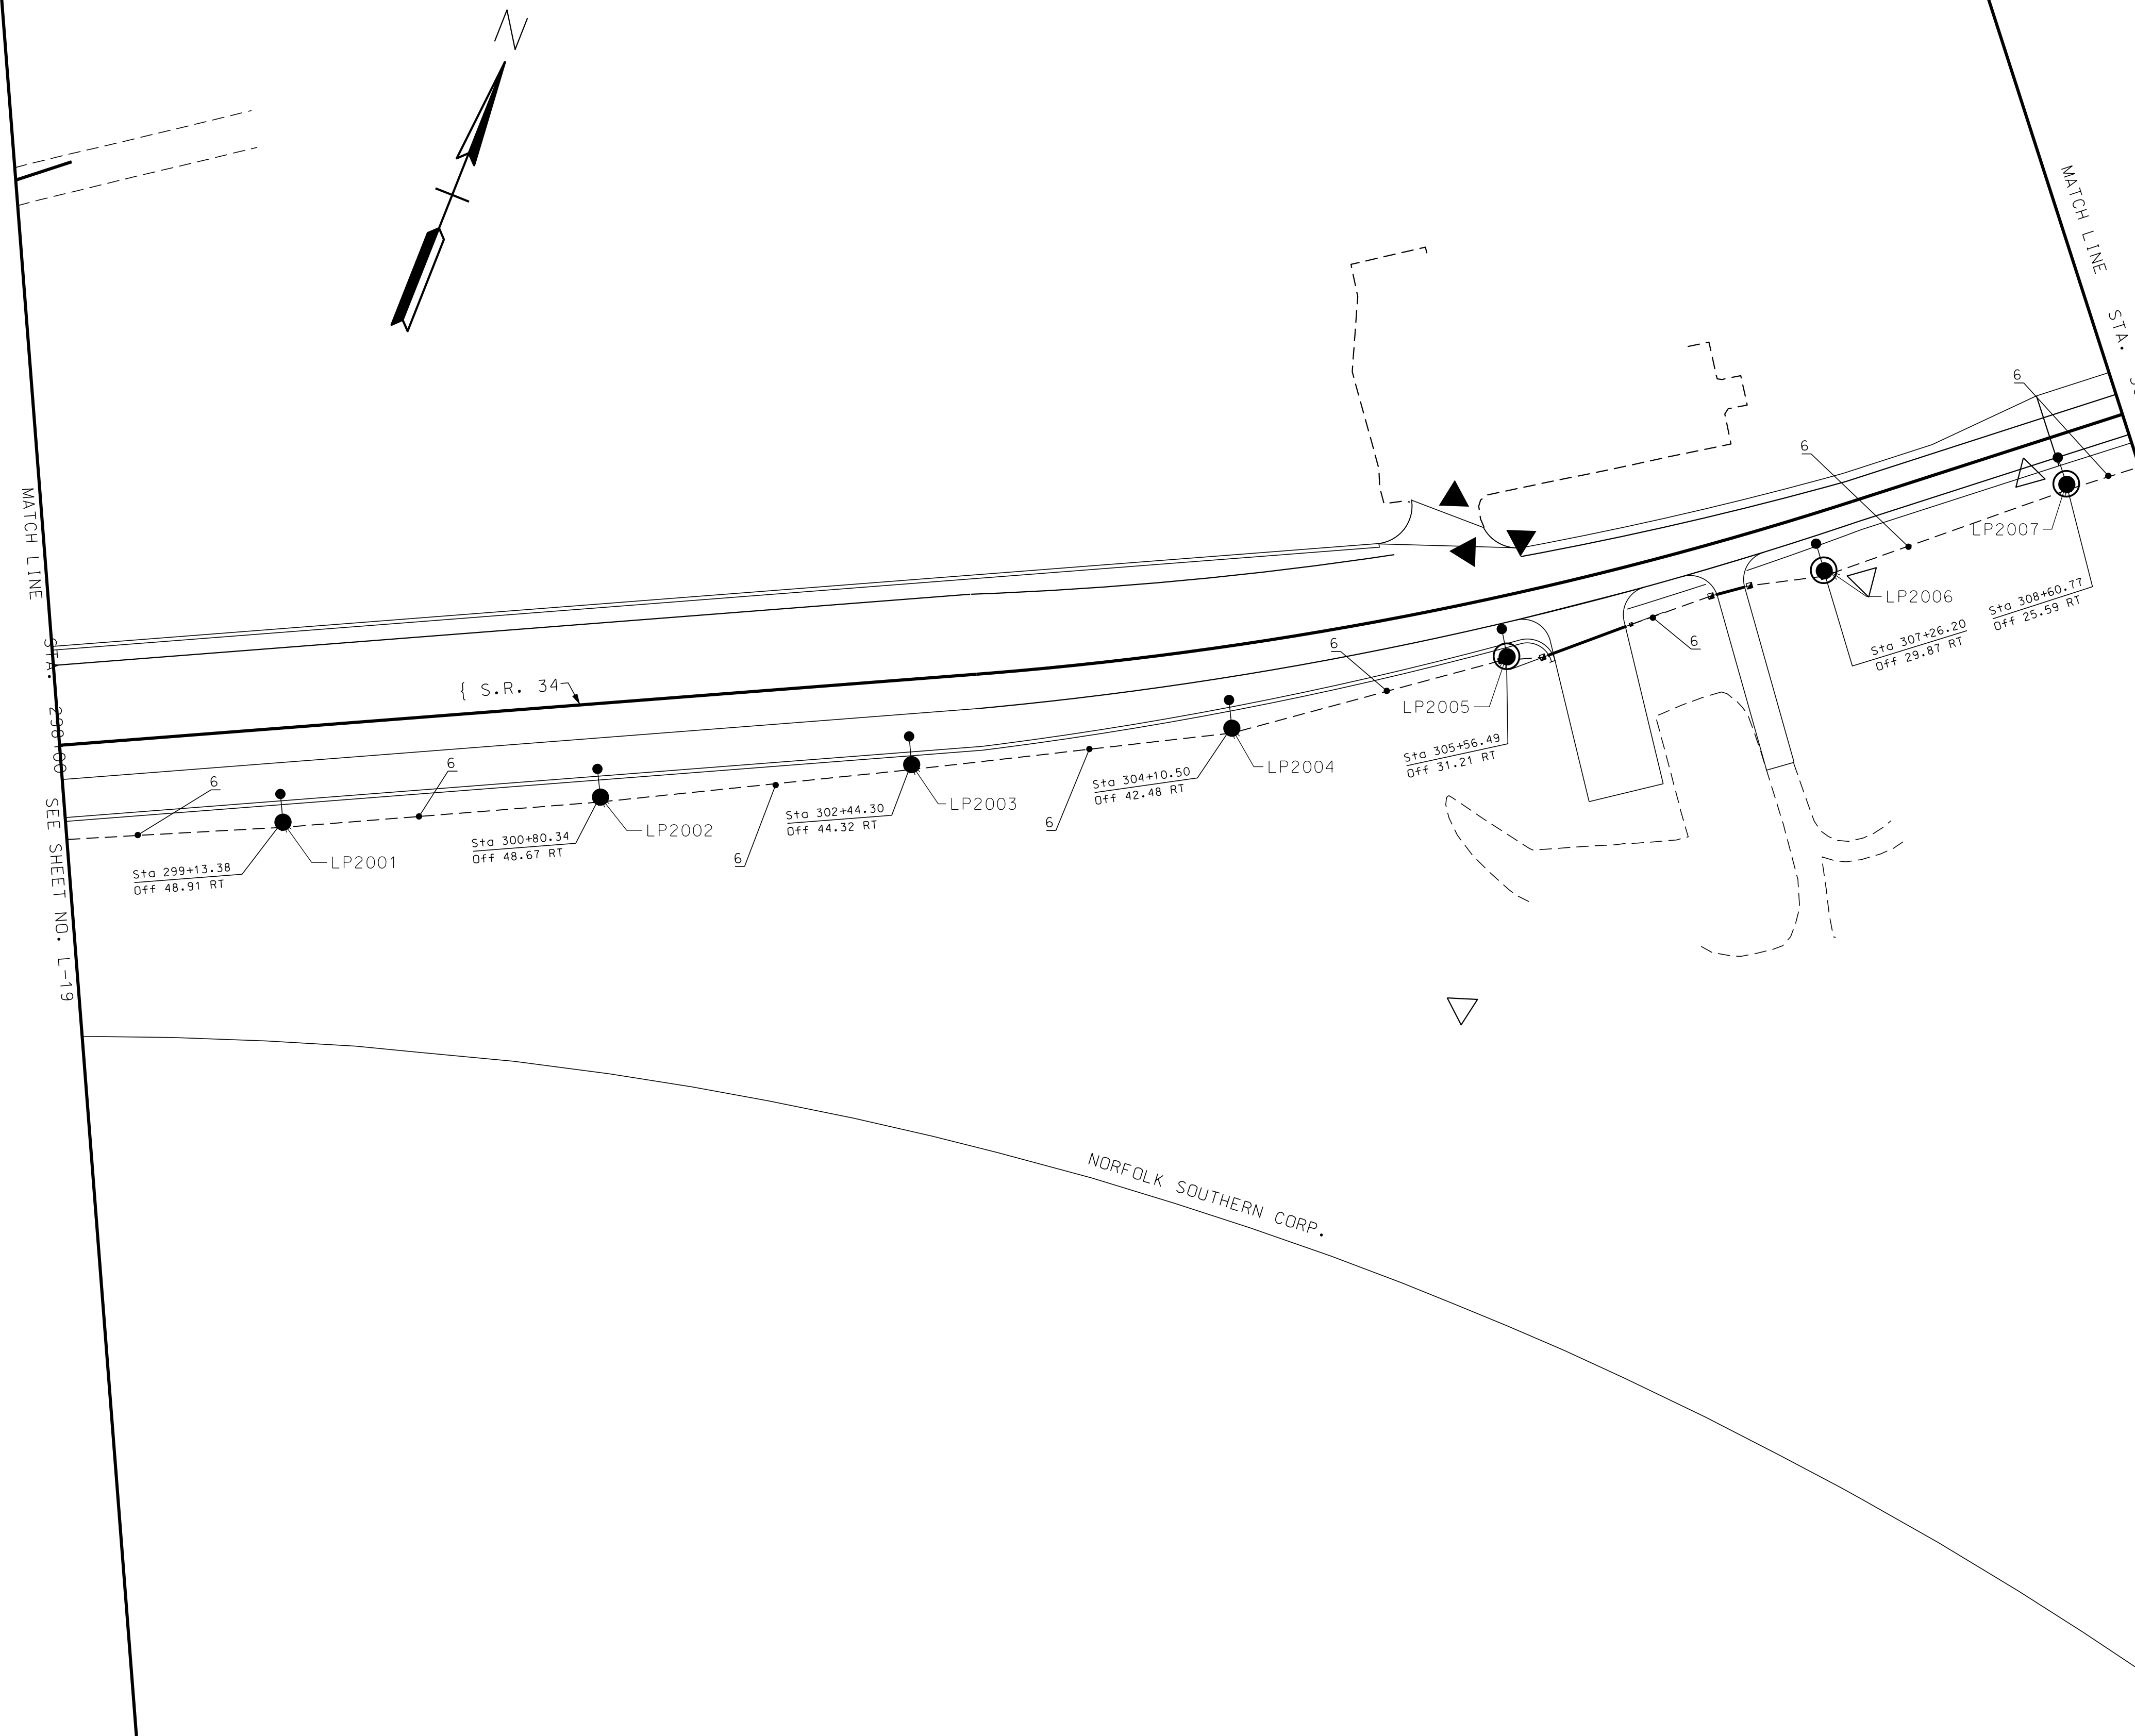 N
MATCH LINE STA. 298+00 SEE SHEET NO. L-19
MATCH LINE STA.
{ S.R. 34
6
6
6
6
6
6
6
6
LP2001
Sta 299+13.38
Off 48.91 RT
LP2002
Sta 300+80.34
Off 48.67 RT
LP2003
Sta 302+44.30
Off 44.32 RT
LP2004
Sta 304+10.50
Off 42.48 RT
LP2005
Sta 305+56.49
Off 31.21 RT
LP2006
Sta 307+26.20
Off 29.87 RT
LP2007
Sta 308+60.77
Off 25.59 RT
NORFOLK SOUTHERN CORP.